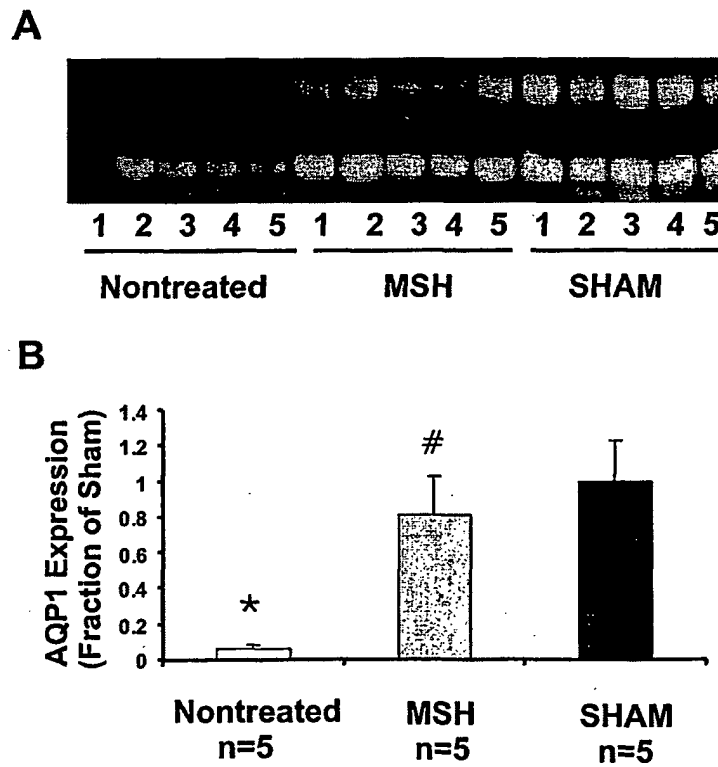 A
1 2 3 4 5 1 2 3 4 5 1 2 3 4 5
Nontreated MSH SHAM
B
AQP1 Expression
(Fraction of Sham)
1.4
1.2
1
0.8
0.6
0.4
0.2
0
*
#
Nontreated MSH SHAM
n=5 n=5 n=5